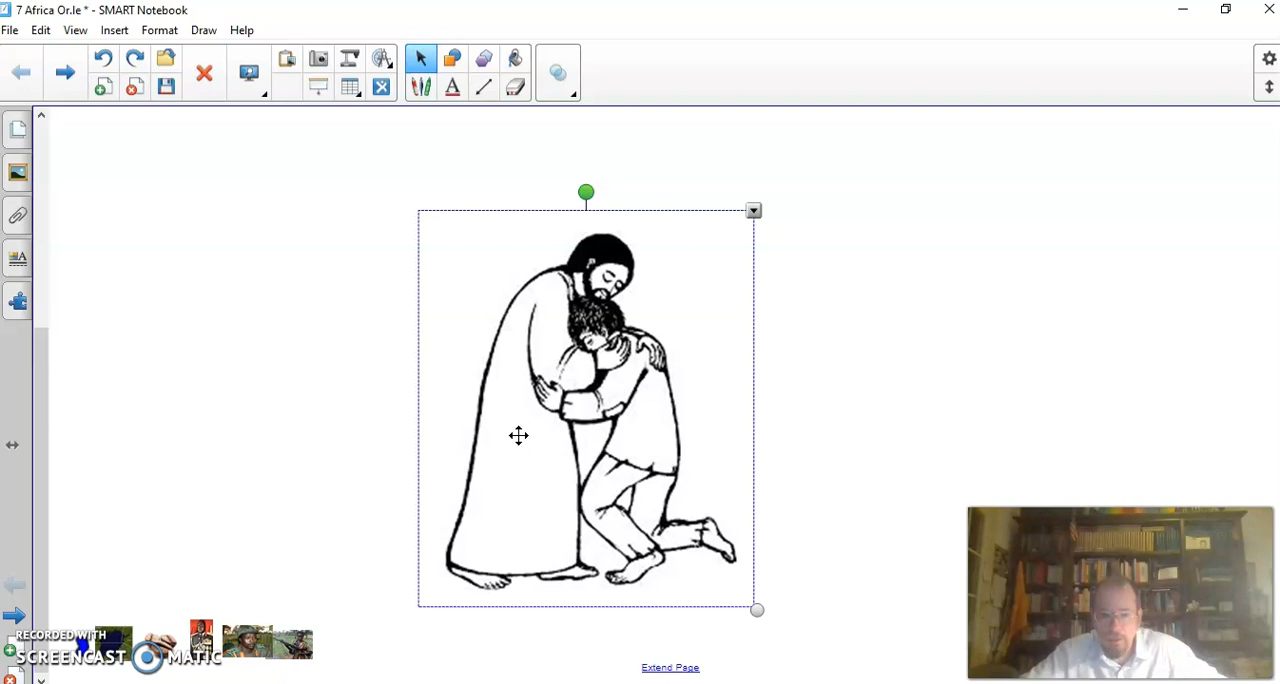 7 Africa Or.le * - SMART Notebook
File Edit View Insert Format Draw Help
RECORDED WITH
SCREENCAST MATIC
Extend Page